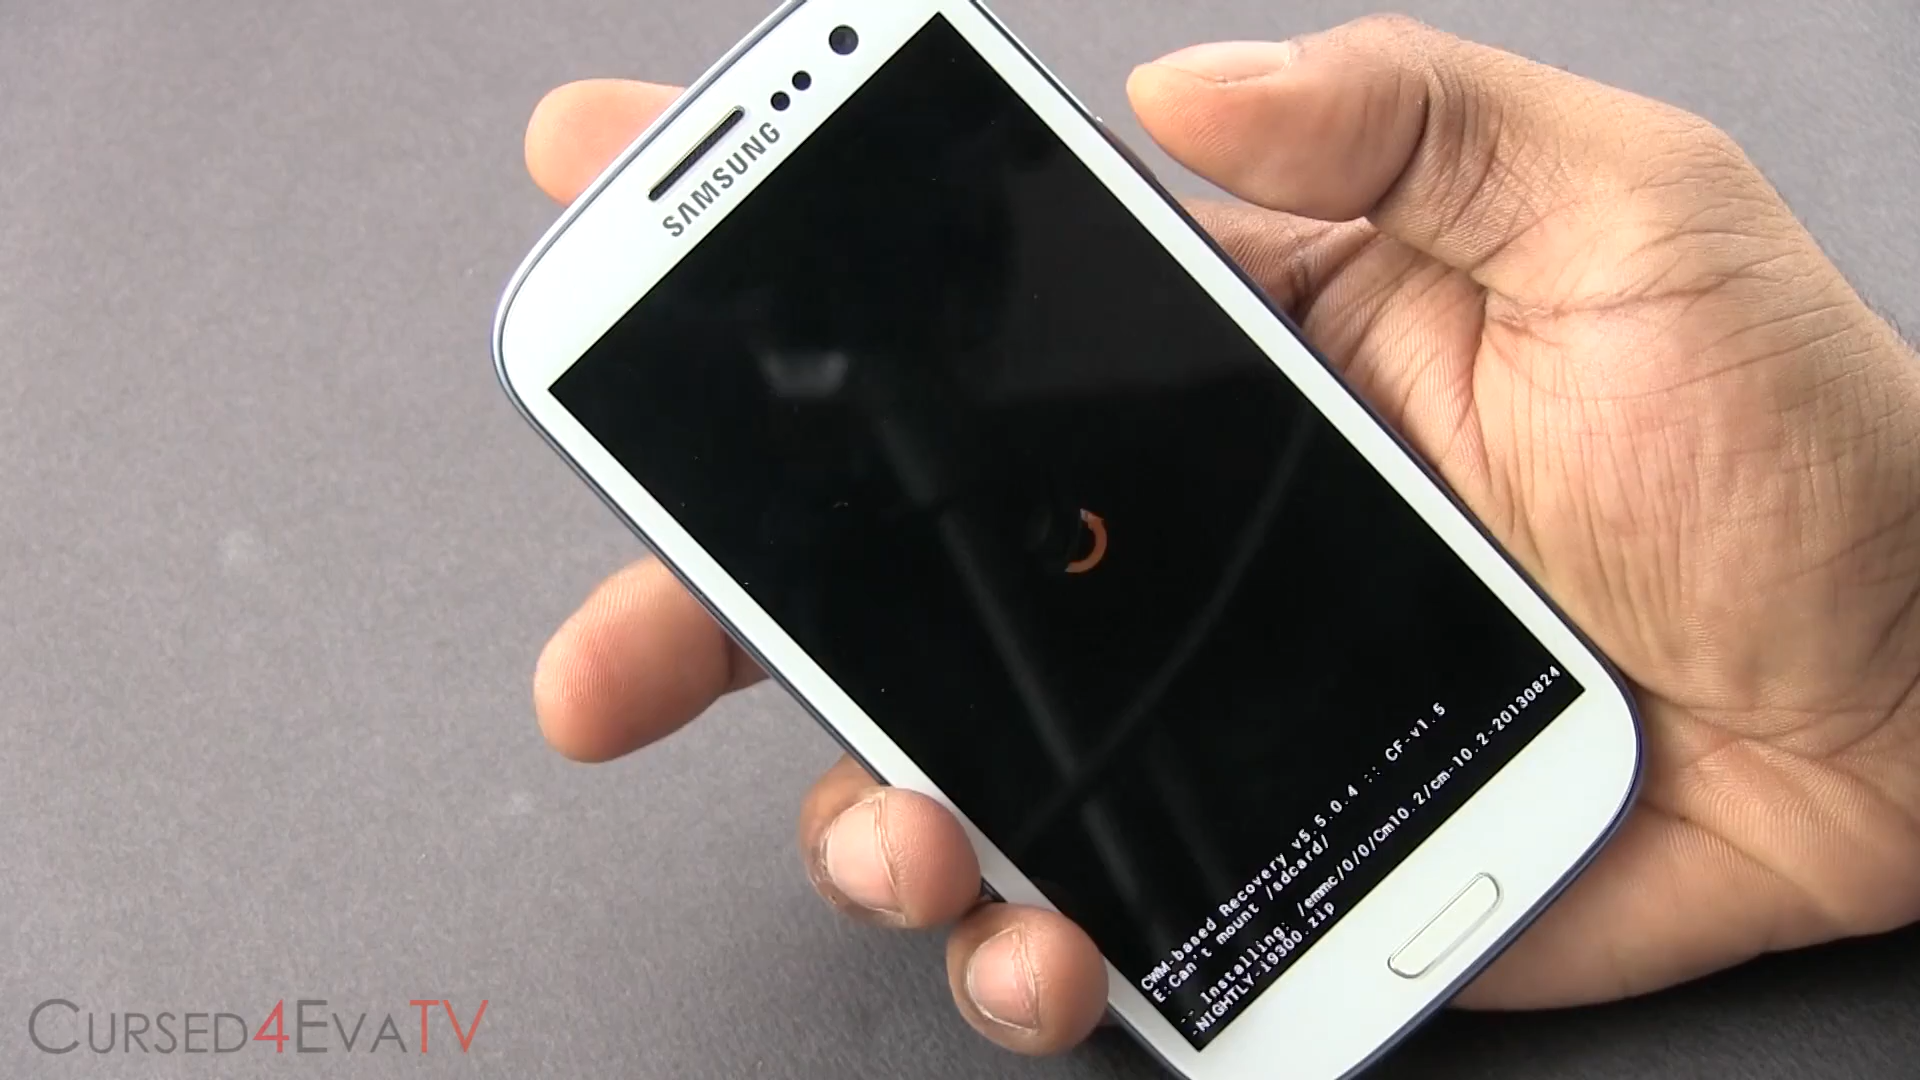 SAMSUNG
CWM-based Recovery v5.5.0.4 :: CF-v1.5
E:Can't mount /sdcard/
-- Installing: /emmc/0/0/Cm10.2/cm-10.2-20130824
-NIGHTLY-i9300.zip
CURSED4EVATV